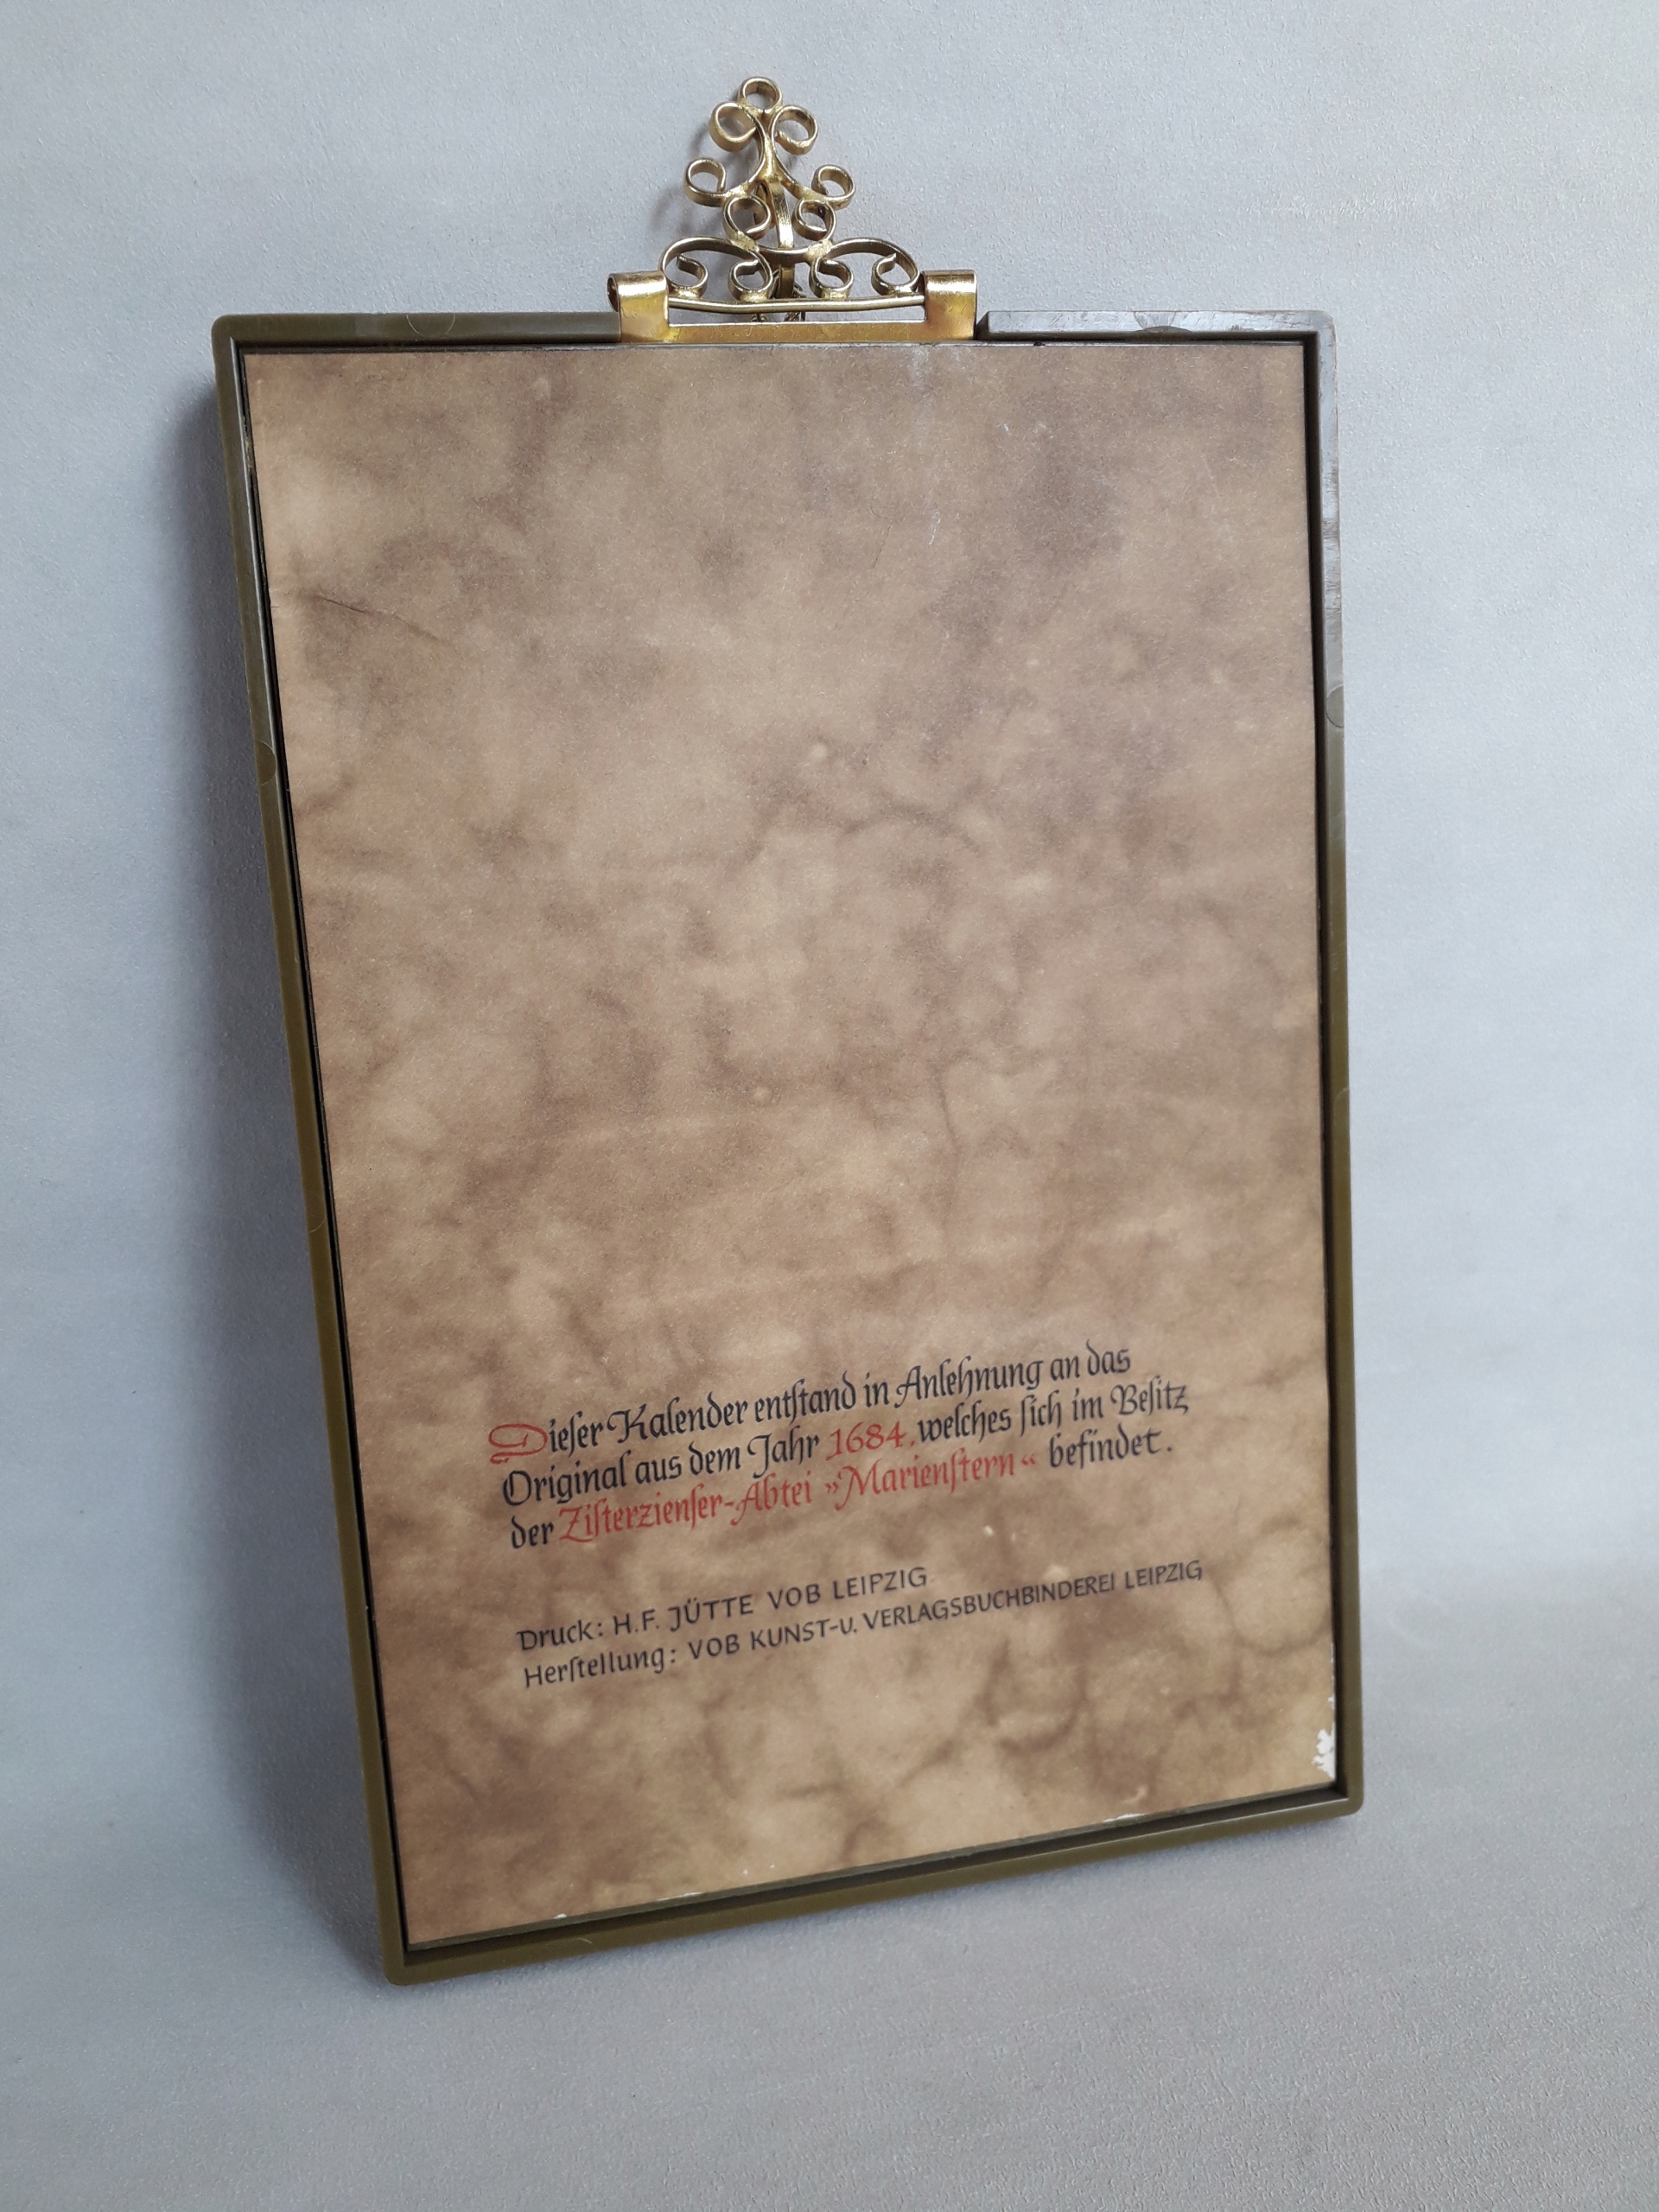 Dieſer Kalender entſtand in Anlehnung an das
Original aus dem Jahr 1684, welches ſich im Beſitz
der Ziſterzienſer-Abtei »Marienſtern« befindet.
Druck: H.F. JÜTTE VOB LEIPZIG
Herſtellung: VOB KUNST-U. VERLAGSBUCHBINDEREI LEIPZIG